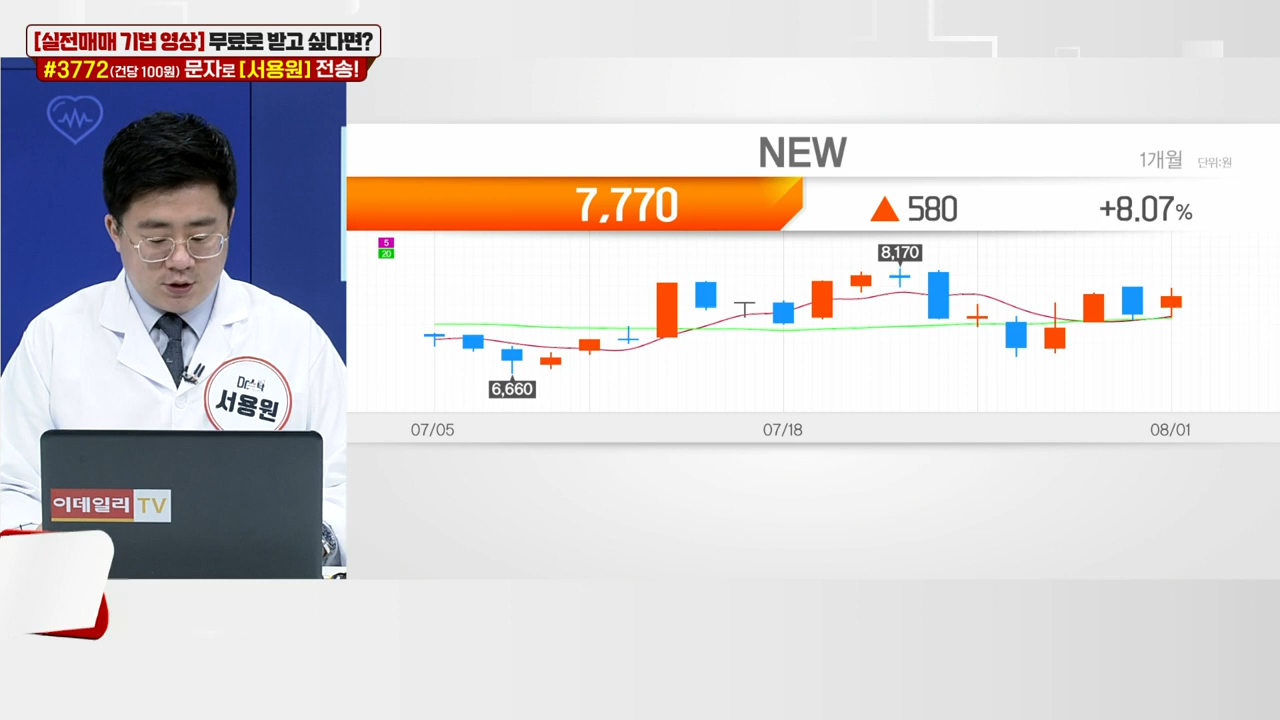 [실전매매 기법 영상] 무료로 받고 싶다면?
#3772(건당 100원) 문자로 [서용원] 전송!
NEW
1개월 단위:원
7,770
▲ 580
+8.07%
5
20
8,170
6,660
07/05
07/18
08/01
Dr.스탁
서용원
이데일리 TV